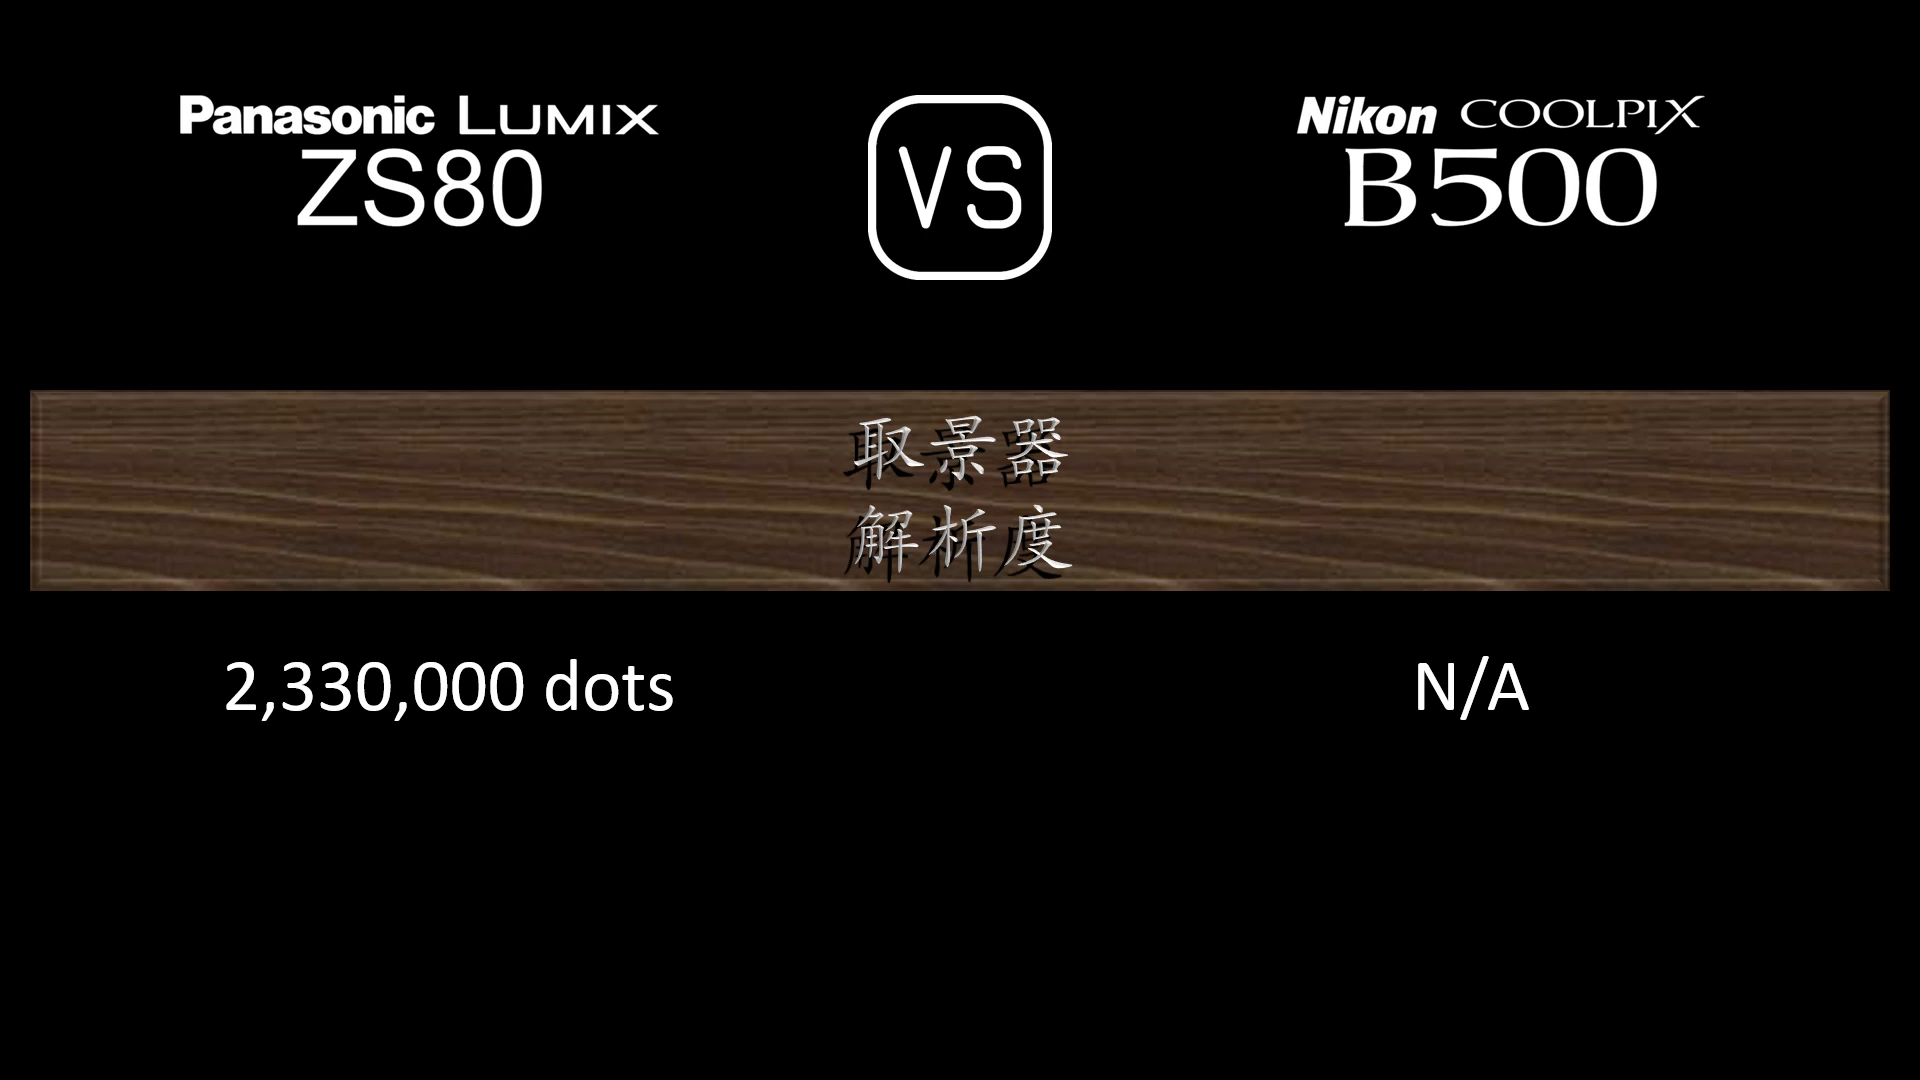 Panasonic LUMIX
ZS80
VS
Nikon COOLPIX
B500
取景器
解析度
2,330,000 dots
N/A